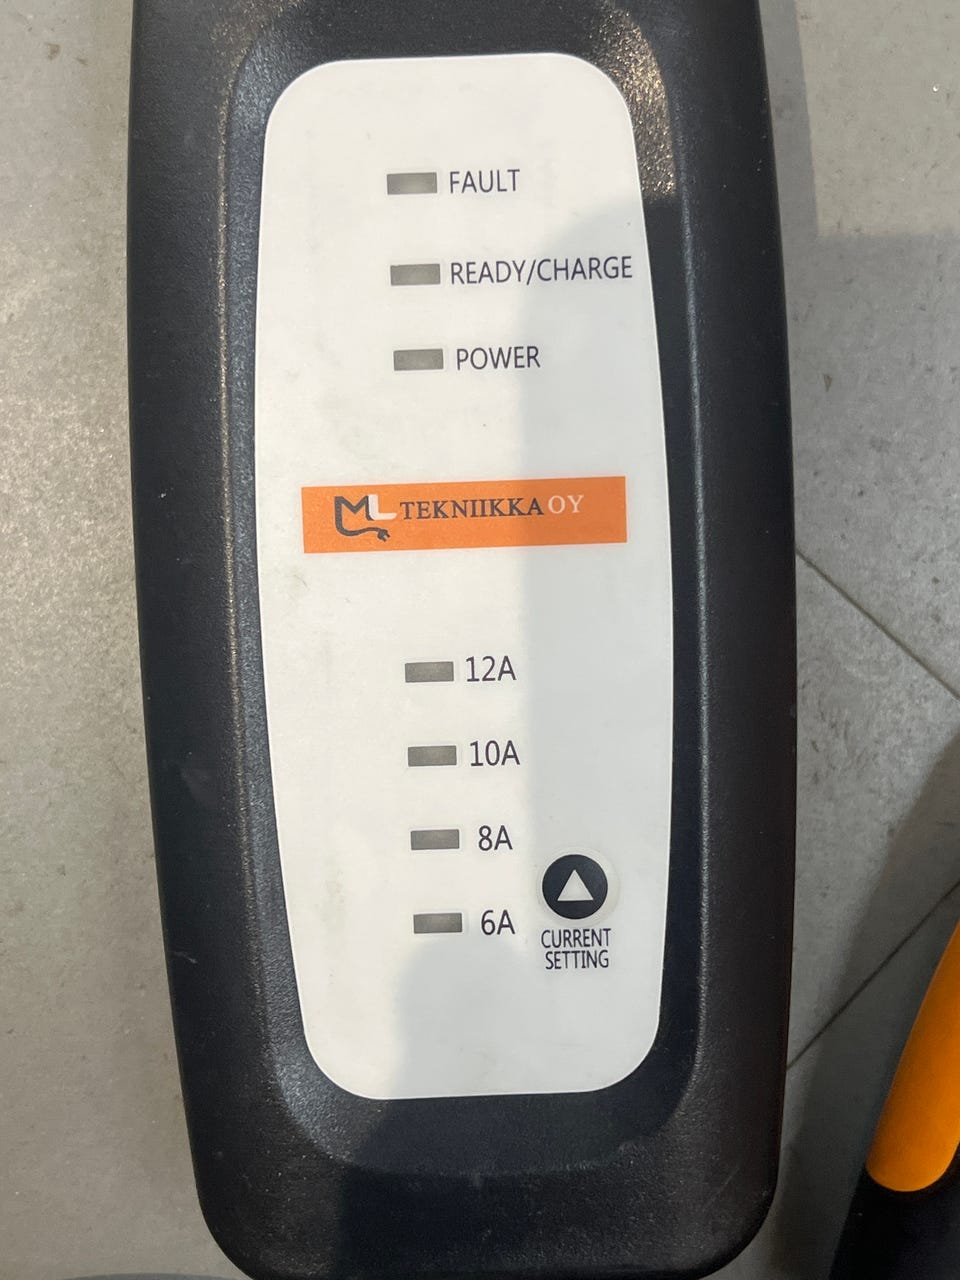 FAULT
READY/CHARGE
POWER
ML TEKNIIKKA OY
12A
10A
8A
6A
CURRENT
SETTING